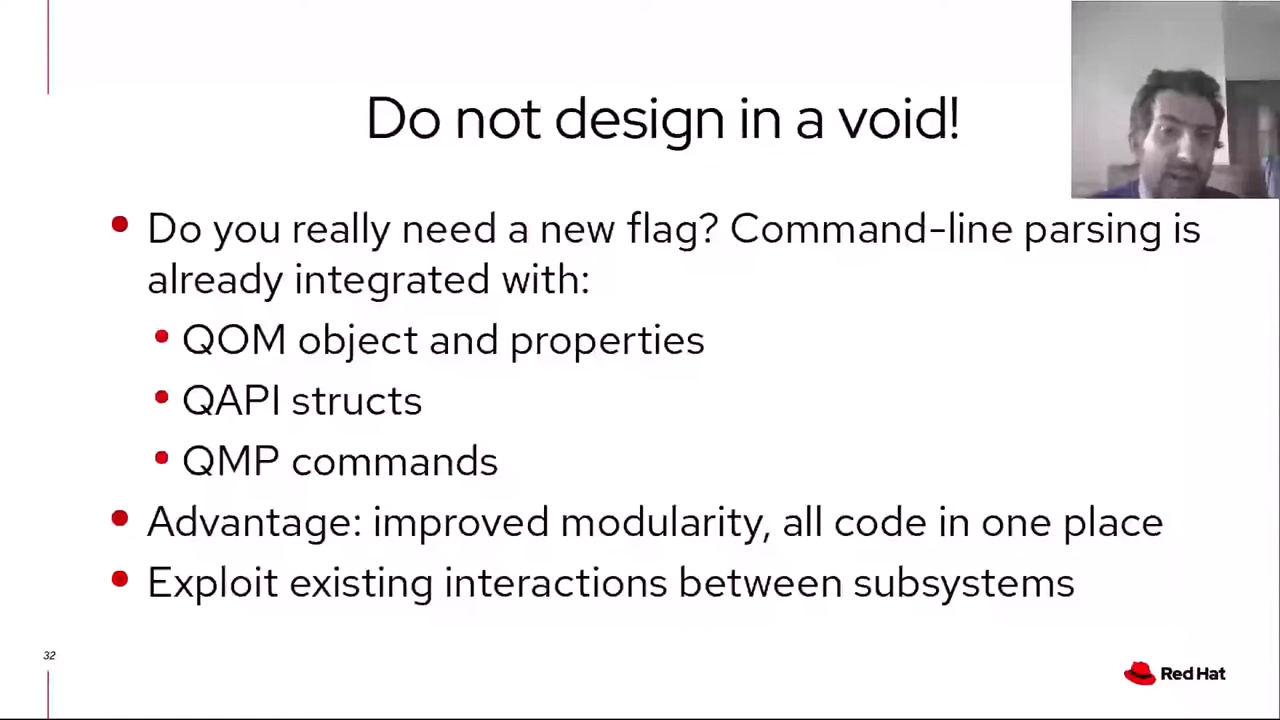 Do not design in a void!
Do you really need a new flag? Command-line parsing is
already integrated with:
QOM object and properties
QAPI structs
QMP commands
Advantage: improved modularity, all code in one place
Exploit existing interactions between subsystems
32
Red Hat